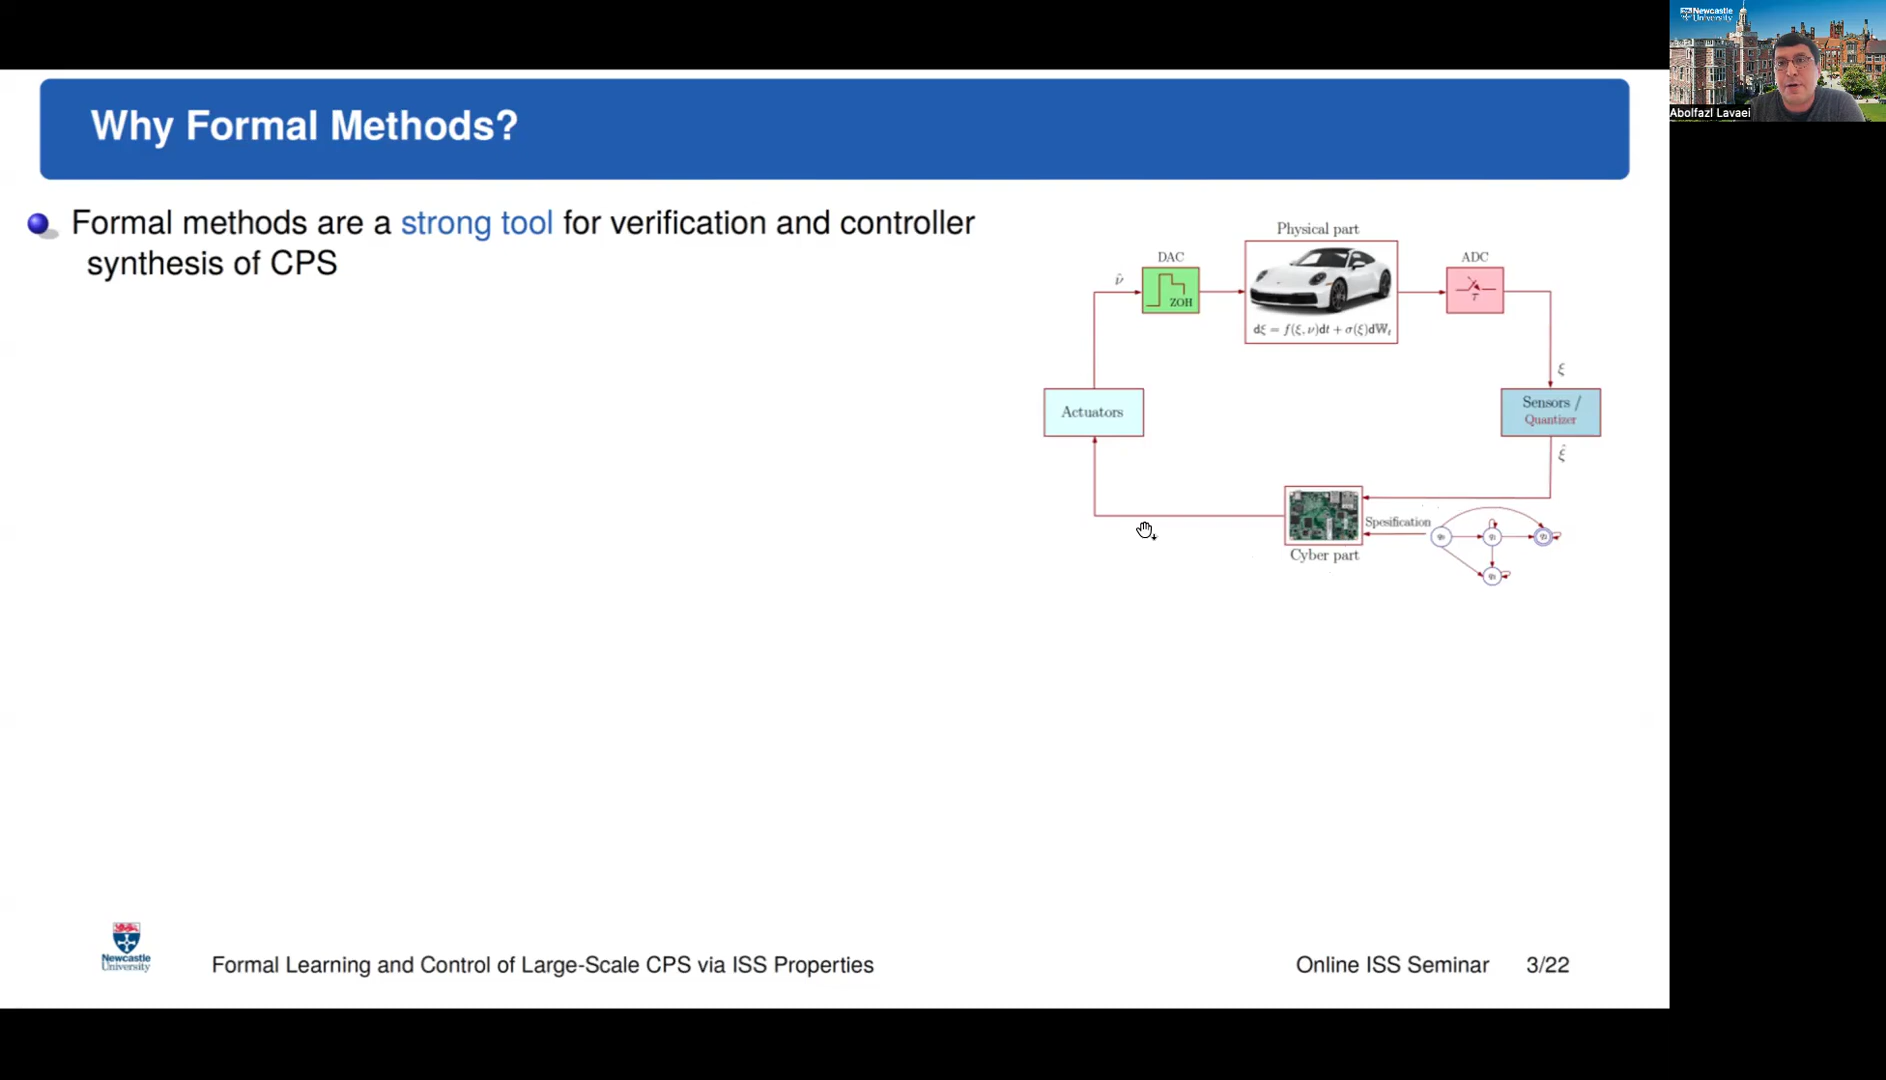 Why Formal Methods?
Formal methods are a strong tool for verification and controller
synthesis of CPS
Physical part
DAC
ADC
ν̂
ZOH
τ
dξ = f(ξ, ν)dt + σ(ξ)dW_t
ξ
Actuators
Sensors /
Quantizer
ξ̂
Spesification
Cyber part
Newcastle
University
Formal Learning and Control of Large-Scale CPS via ISS Properties
Online ISS Seminar
3/22
Newcastle
University
Abolfazl Lavaei